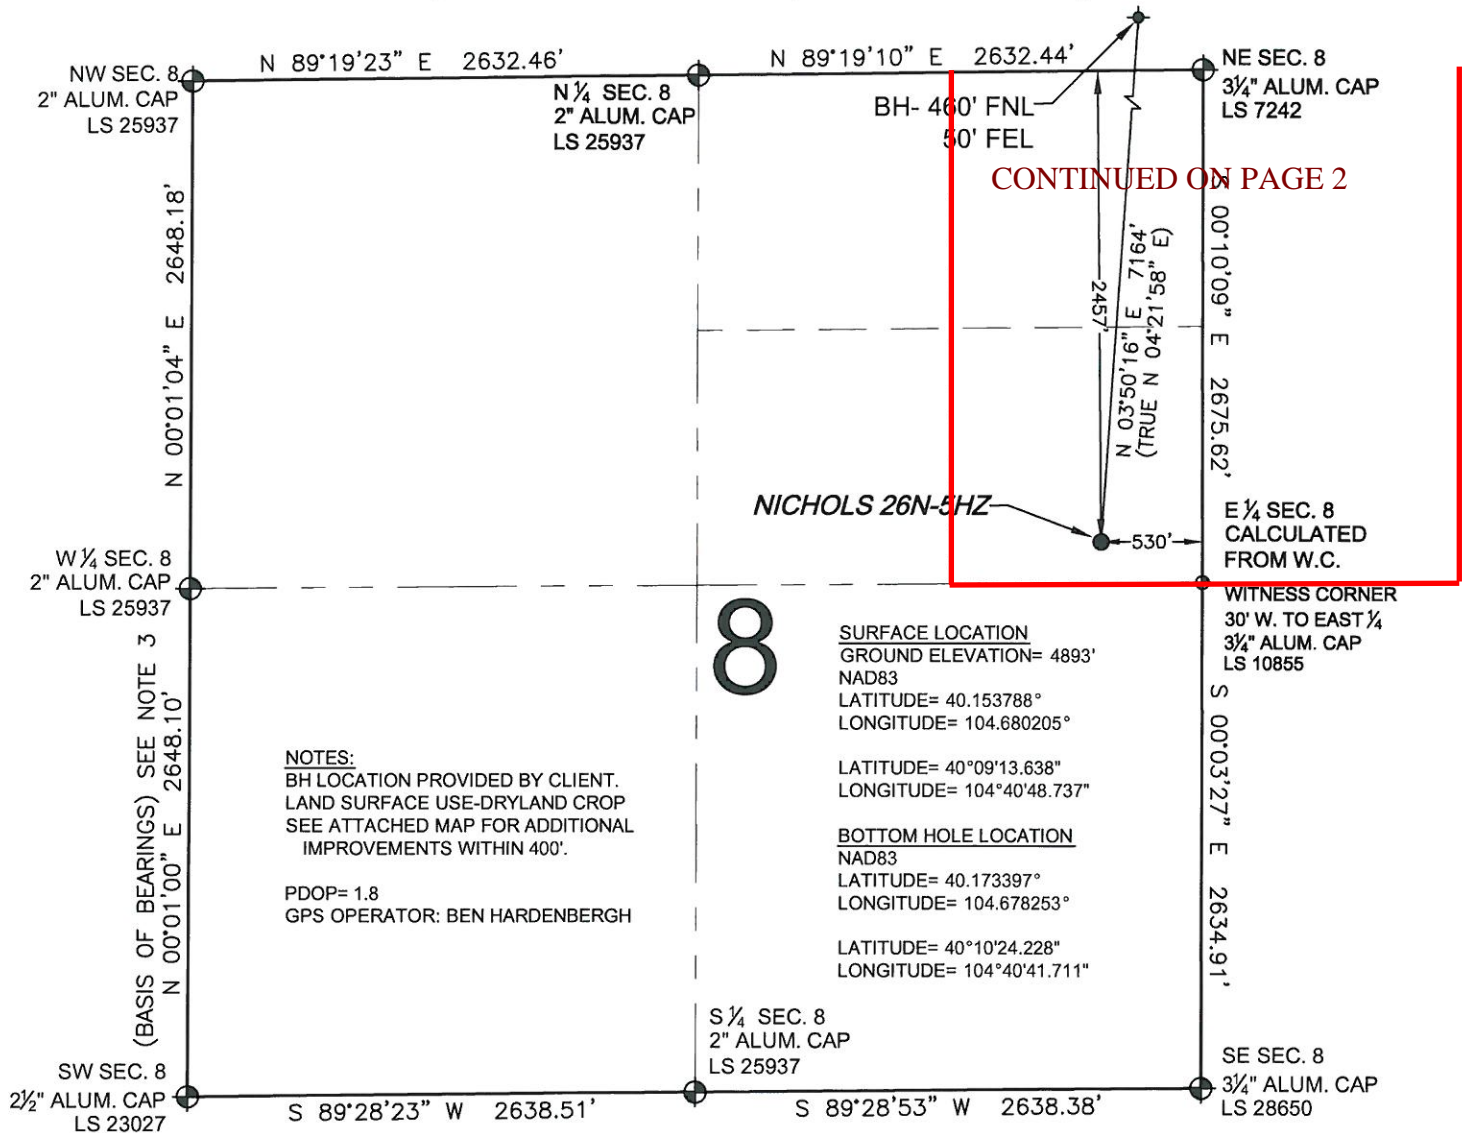 N 89°19'23" E 2632.46'
N 89°19'10" E 2632.44'
NW SEC. 8
2" ALUM. CAP
LS 25937
N ¼ SEC. 8
2" ALUM. CAP
LS 25937
NE SEC. 8
3¼" ALUM. CAP
LS 7242
BH- 460' FNL
50' FEL
CONTINUED ON PAGE 2
N 00°01'04" E 2648.18'
2457'
N 03°50'16" E 7164'
(TRUE N 04°21'58" E)
S 00°10'09" E 2675.62'
NICHOLS 26N-5HZ
530'
E ¼ SEC. 8
CALCULATED
FROM W.C.
W ¼ SEC. 8
2" ALUM. CAP
LS 25937
WITNESS CORNER
30' W. TO EAST ¼
3¼" ALUM. CAP
LS 10855
8
SURFACE LOCATION
GROUND ELEVATION= 4893'
NAD83
LATITUDE= 40.153788°
LONGITUDE= 104.680205°
LATITUDE= 40°09'13.638"
LONGITUDE= 104°40'48.737"
BOTTOM HOLE LOCATION
NAD83
LATITUDE= 40.173397°
LONGITUDE= 104.678253°
LATITUDE= 40°10'24.228"
LONGITUDE= 104°40'41.711"
NOTES:
BH LOCATION PROVIDED BY CLIENT.
LAND SURFACE USE-DRYLAND CROP
SEE ATTACHED MAP FOR ADDITIONAL
IMPROVEMENTS WITHIN 400'.
PDOP= 1.8
GPS OPERATOR: BEN HARDENBERGH
(BASIS OF BEARINGS) SEE NOTE 3
N 00°01'00" E 2648.10'
S 00°03'27" E 2634.91'
S ¼ SEC. 8
2" ALUM. CAP
LS 25937
SW SEC. 8
2½" ALUM. CAP
LS 23027
S 89°28'23" W 2638.51'
S 89°28'53" W 2638.38'
SE SEC. 8
3¼" ALUM. CAP
LS 28650